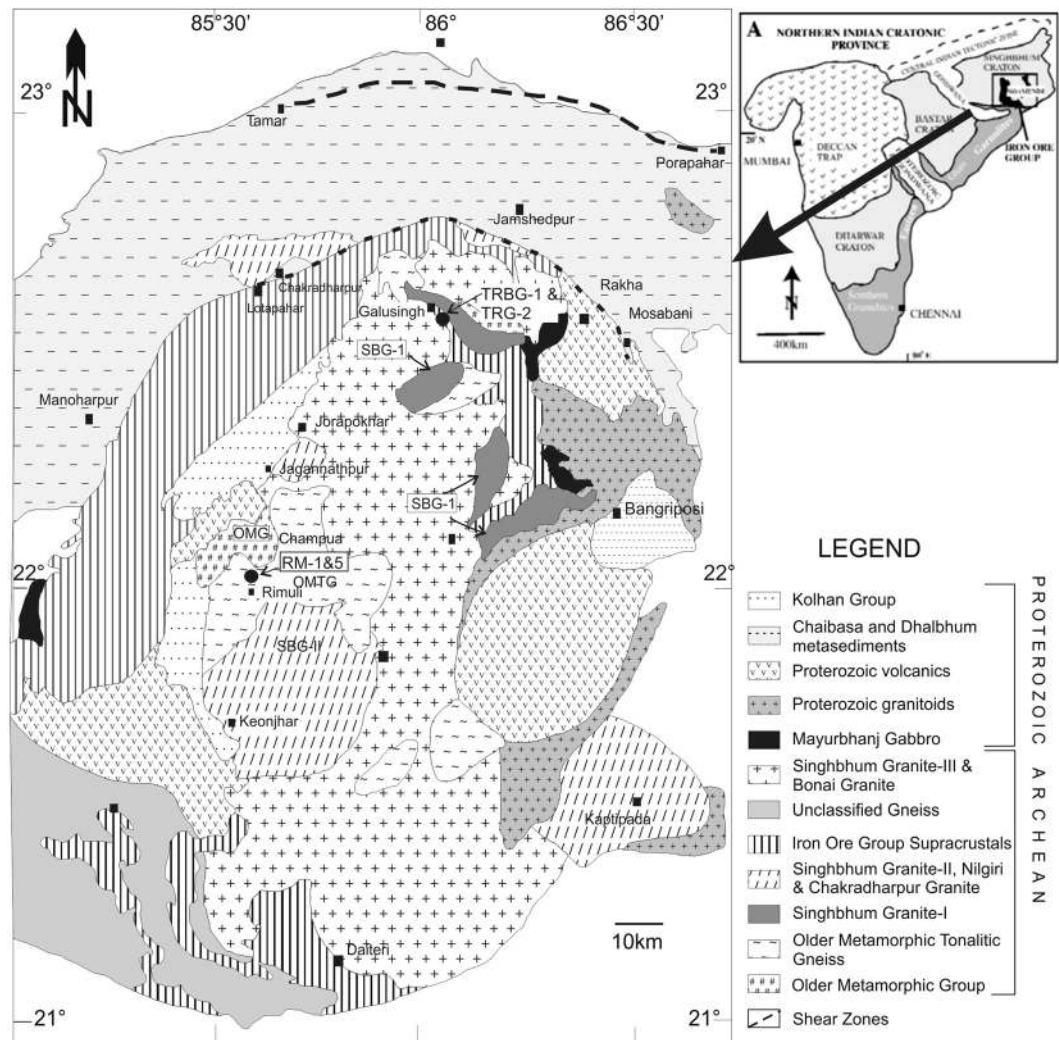 85°30'
86°
86°30'
23°
23°
N
Tamar
Porapahar
Jamshedpur
Chakradharpur
Lotapahar
Rakha
Galusingh
TRBG-1 &
TRG-2
Mosabani
SBG-1
Manoharpur
Jorapokhar
Jagannathpur
SBG-1
Bangriposi
OMG
Champua
RM-1&5
OMTG
22°
22°
Rimuli
SBG-II
Keonjhar
Kaptipada
10km
Daiteri
21°
21°
A
NORTHERN INDIAN CRATONIC
PROVINCE
CENTRAL INDIAN TECTONIC ZONE
SINGHBHUM
CRATON
GONDWANA
NOAMUNDI
BASTAR
CRATON
20° N
MUMBAI
DECCAN
TRAP
IRON ORE
GROUP
DHARWAR
CRATON
N
Southern
Granulites
CHENNAI
400km
80° E
LEGEND
Kolhan Group
Chaibasa and Dhalbhum
metasediments
Proterozoic volcanics
Proterozoic granitoids
Mayurbhanj Gabbro
PROTEROZOIC
Singhbhum Granite-III &
Bonai Granite
Unclassified Gneiss
Iron Ore Group Supracrustals
Singhbhum Granite-II, Nilgiri
& Chakradharpur Granite
Singhbhum Granite-I
Older Metamorphic Tonalitic
Gneiss
Older Metamorphic Group
ARCHEAN
Shear Zones